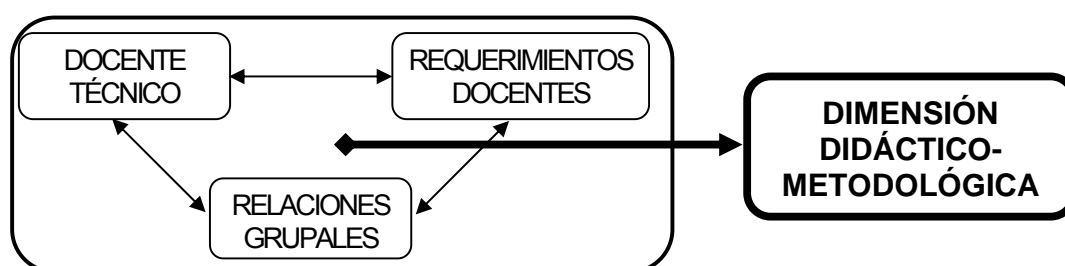 DOCENTE
TÉCNICO
REQUERIMIENTOS
DOCENTES
RELACIONES
GRUPALES
DIMENSIÓN
DIDÁCTICO-
METODOLÓGICA